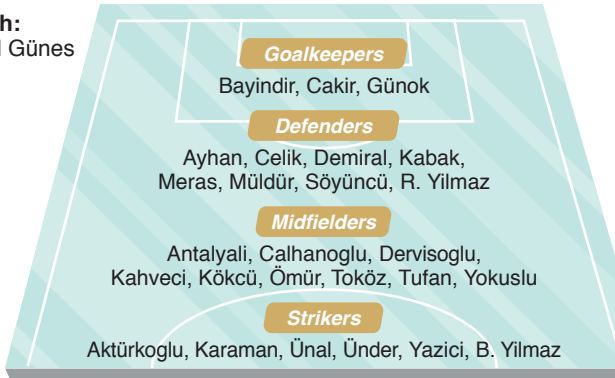 Günes
Goalkeepers
Bayindir, Cakir, Günok
Defenders
Ayhan, Celik, Demiral, Kabak,
Meras, Müldür, Söyüncü, R. Yilmaz
Midfielders
Antalyali, Calhanoglu, Dervisoglu,
Kahveci, Kökcü, Ömür, Toköz, Tufan, Yokuslu
Strikers
Aktürkoglu, Karaman, Ünal, Ünder, Yazici, B. Yilmaz